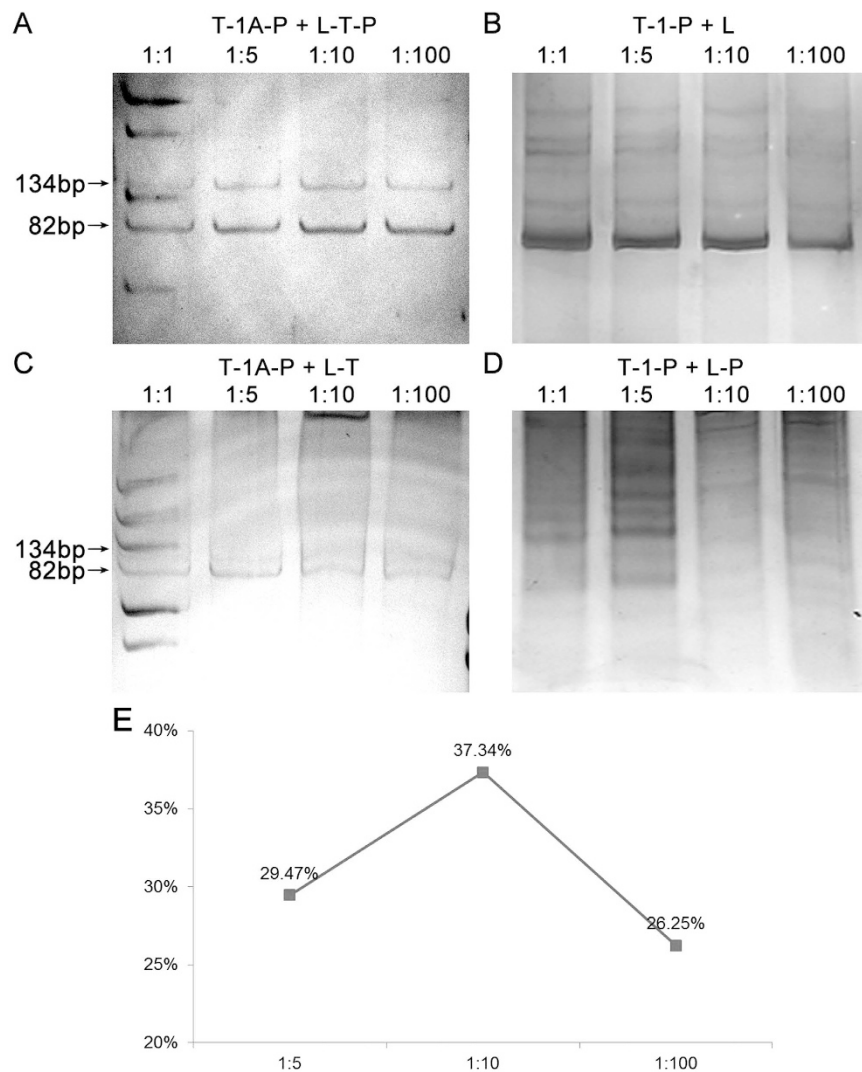 A
T-1A-P + L-T-P
1:1 1:5 1:10 1:100
134bp→
82bp→
B
T-1-P + L
1:1 1:5 1:10 1:100
C
T-1A-P + L-T
1:1 1:5 1:10 1:100
134bp→
82bp→
D
T-1-P + L-P
1:1 1:5 1:10 1:100
E
40%
35%
30%
25%
20%
29.47%
37.34%
26.25%
1:5 1:10 1:100